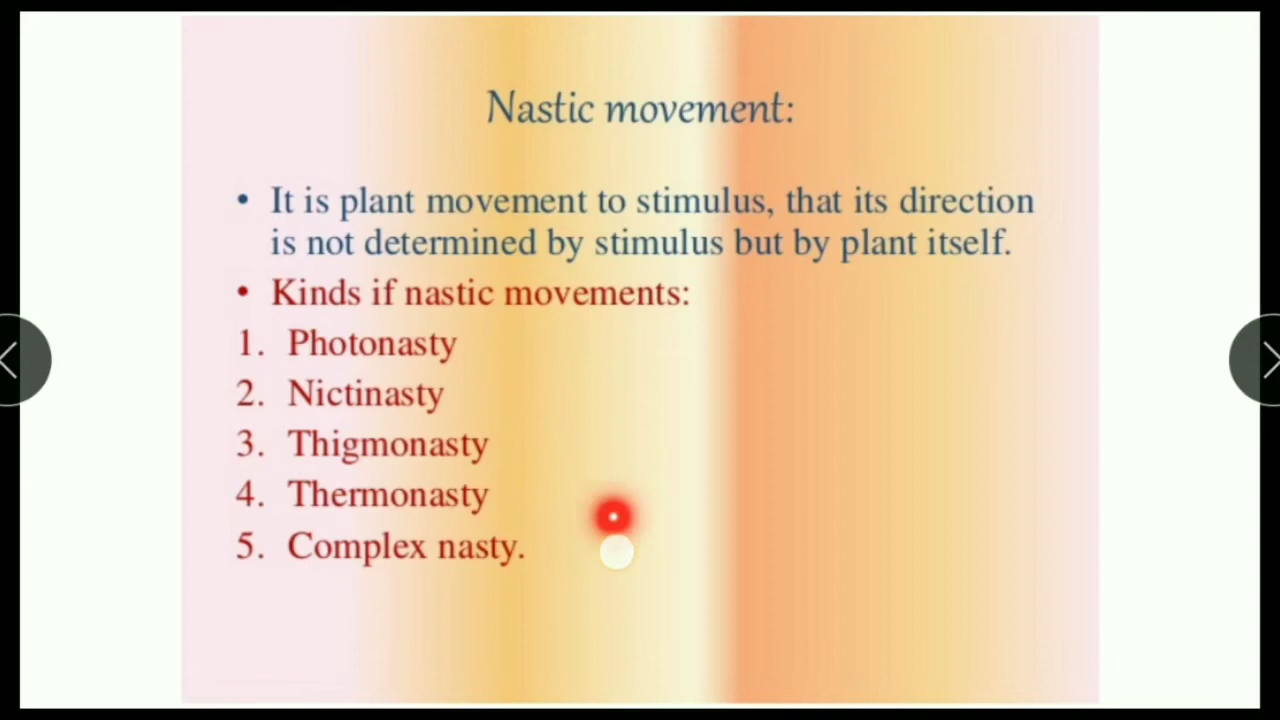 Nastic movement:
• It is plant movement to stimulus, that its direction
is not determined by stimulus but by plant itself.
• Kinds if nastic movements:
1. Photonasty
2. Nictinasty
3. Thigmonasty
4. Thermonasty
5. Complex nasty.